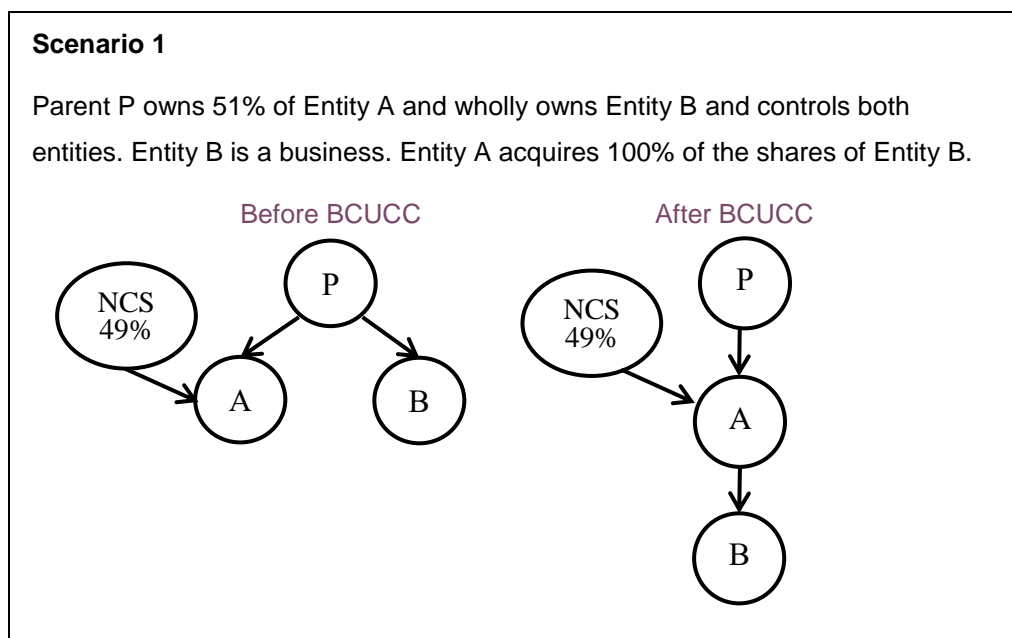 Scenario 1
Parent P owns 51% of Entity A and wholly owns Entity B and controls both
entities. Entity B is a business. Entity A acquires 100% of the shares of Entity B.
Before BCUCC
After BCUCC
P
NCS
49%
A
B
P
NCS
49%
A
B